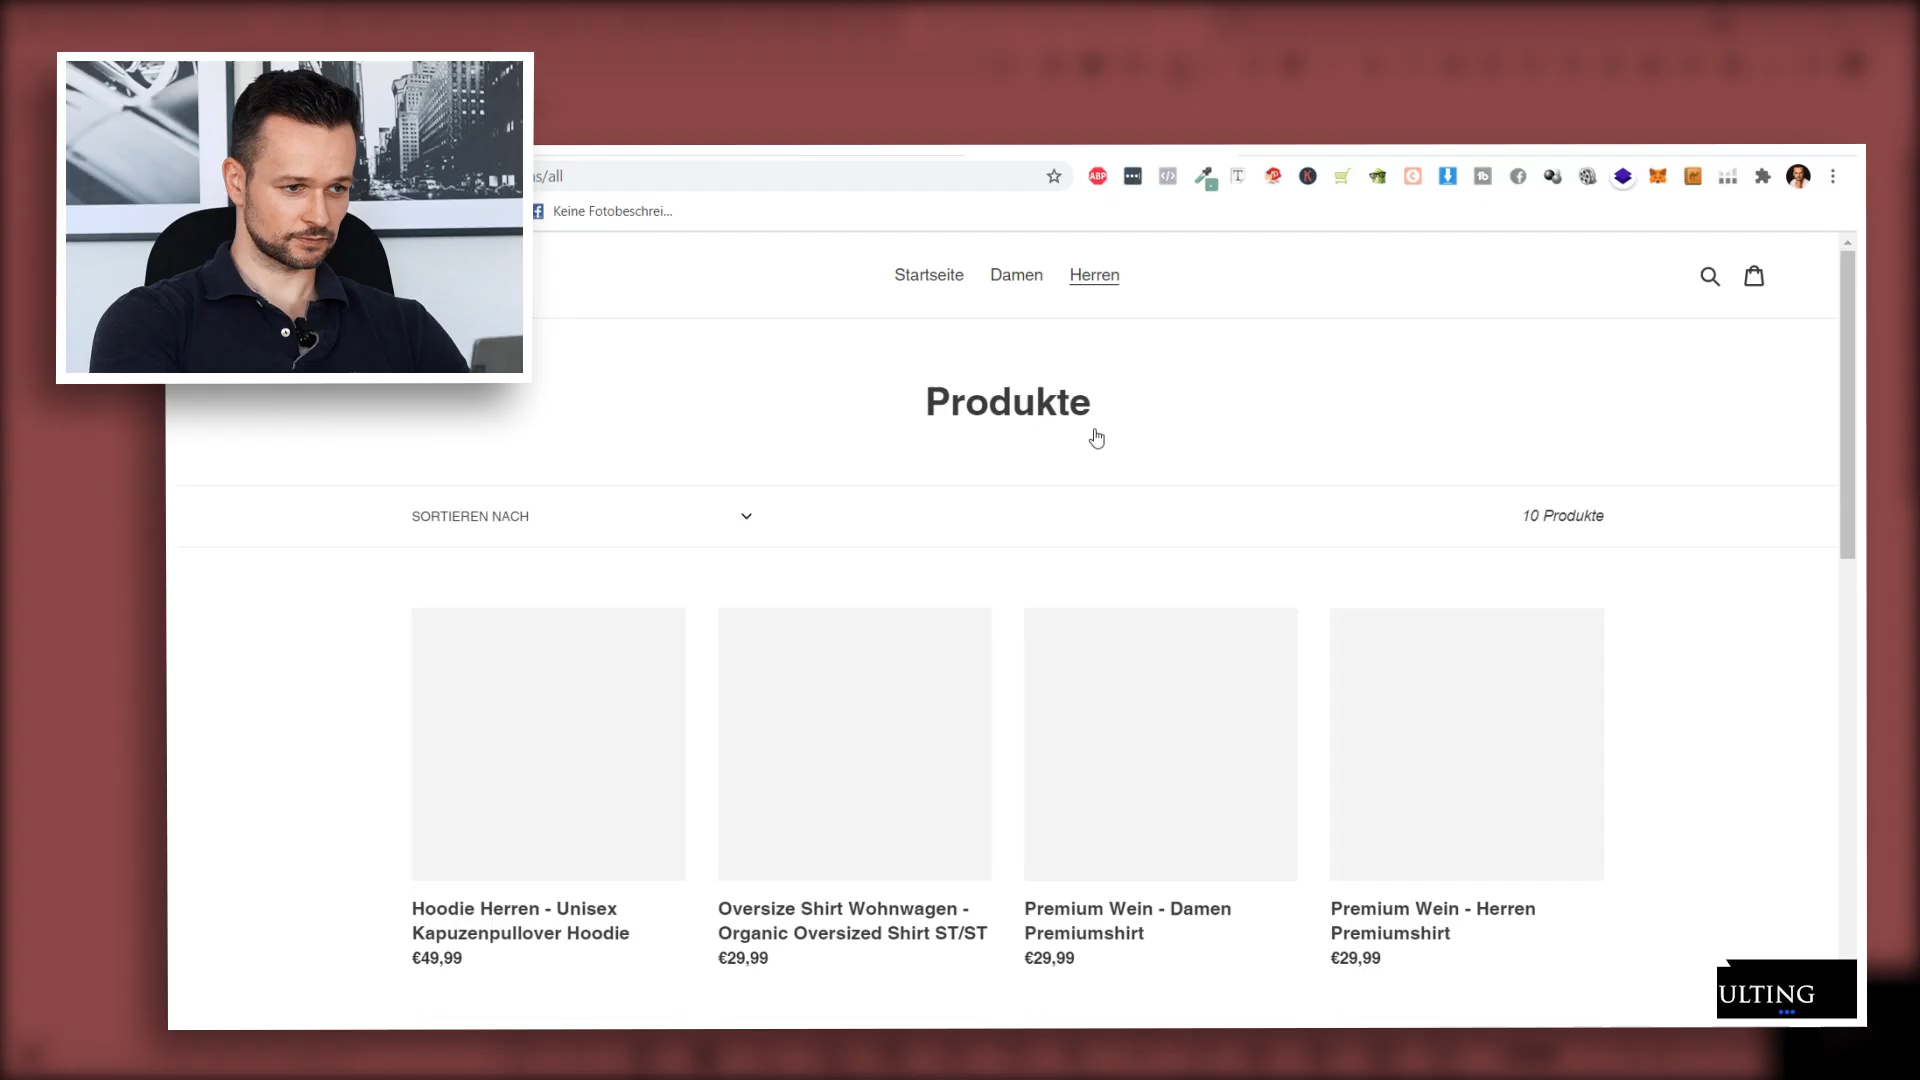 s/all
ABP
Keine Fotobeschrei...
Startseite
Damen
Herren
Produkte
SORTIEREN NACH
10 Produkte
Hoodie Herren - Unisex
Kapuzenpullover Hoodie
€49,99
Oversize Shirt Wohnwagen -
Organic Oversized Shirt ST/ST
€29,99
Premium Wein - Damen
Premiumshirt
€29,99
Premium Wein - Herren
Premiumshirt
€29,99
ULTING